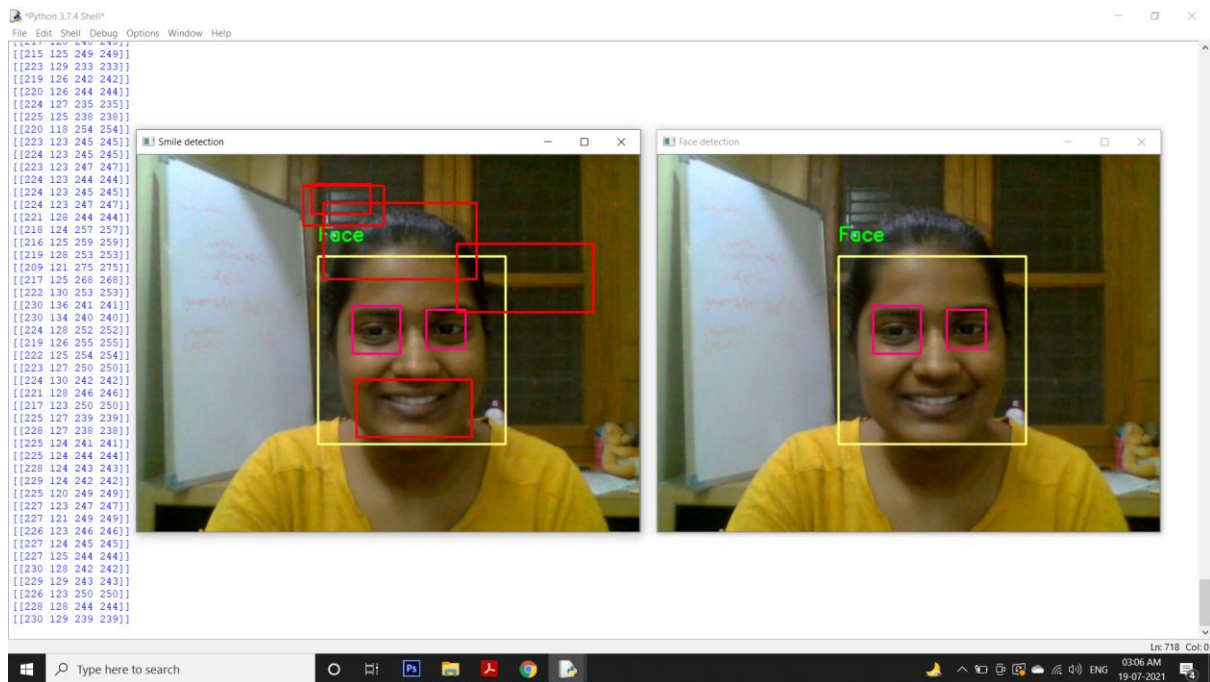 *Python 3.7.4 Shell*
File Edit Shell Debug Options Window Help
[[215 125 249 249]]
[[223 129 233 233]]
[[219 126 242 242]]
[[220 126 244 244]]
[[224 127 235 235]]
[[225 125 238 238]]
[[220 118 254 254]]
[[223 123 245 245]]
[[224 123 245 245]]
[[223 123 247 247]]
[[224 123 244 244]]
[[224 123 245 245]]
[[224 123 247 247]]
[[221 128 244 244]]
[[218 124 257 257]]
[[216 125 259 259]]
[[219 128 253 253]]
[[209 121 275 275]]
[[217 125 268 268]]
[[222 130 253 253]]
[[230 136 241 241]]
[[230 134 240 240]]
[[224 128 252 252]]
[[219 126 255 255]]
[[222 125 254 254]]
[[223 127 250 250]]
[[224 130 242 242]]
[[221 128 246 246]]
[[217 123 250 250]]
[[225 127 239 239]]
[[228 127 238 238]]
[[225 124 241 241]]
[[225 124 244 244]]
[[228 124 243 243]]
[[229 124 242 242]]
[[225 120 249 249]]
[[227 123 247 247]]
[[227 121 249 249]]
[[226 123 246 246]]
[[227 124 245 245]]
[[227 125 244 244]]
[[230 128 242 242]]
[[229 129 243 243]]
[[226 123 250 250]]
[[228 128 244 244]]
[[230 129 239 239]]
Smile detection
Face
Face detection
Face
Ln: 718 Col: 0
Type here to search
Ps
ENG
03:06 AM
19-07-2021
4